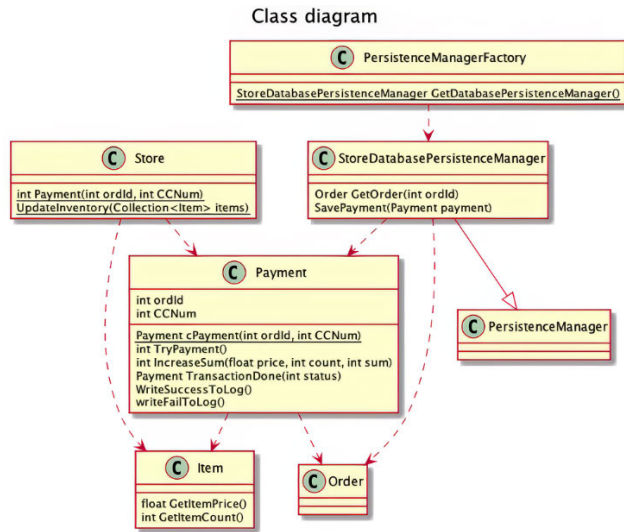 Class diagram
C PersistenceManagerFactory
StoreDatabasePersistenceManager GetDatabasePersistenceManager()
C Store
int Payment(int ordId, int CCNum)
UpdateInventory(Collection<Item> items)
C StoreDatabasePersistenceManager
Order GetOrder(int ordId)
SavePayment(Payment payment)
C Payment
int ordId
int CCNum
Payment cPayment(int ordId, int CCNum)
int TryPayment()
int IncreaseSum(float price, int count, int sum)
Payment TransactionDone(int status)
WriteSuccessToLog()
writeFailToLog()
C PersistenceManager
C Item
float GetItemPrice()
int GetItemCount()
C Order